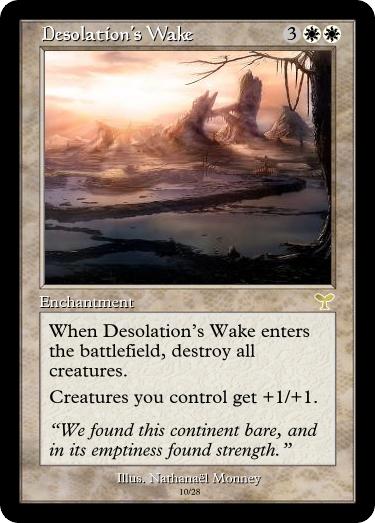 Desolation's Wake 3
Enchantment
When Desolation's Wake enters
the battlefield, destroy all
creatures.
Creatures you control get +1/+1.
“We found this continent bare, and
in its emptiness found strength.”
Illus. Nathanaël Monney
10/28